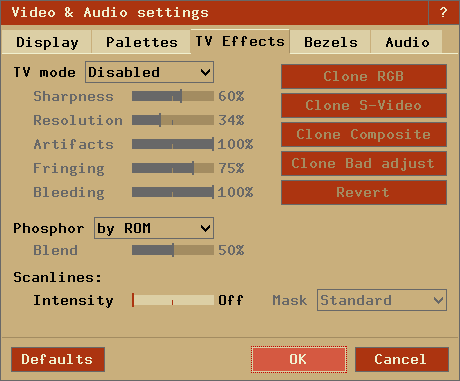 Video & Audio settings ?
Display Palettes TV Effects Bezels Audio
TV mode Disabled Clone RGB
Sharpness 60%
Clone S-Video
Resolution 34%
Artifacts 100% Clone Composite
Fringing 75% Clone Bad adjust
Bleeding 100% Revert
Phosphor by ROM
Blend 50%
Scanlines:
Intensity Off Mask Standard
Defaults OK Cancel